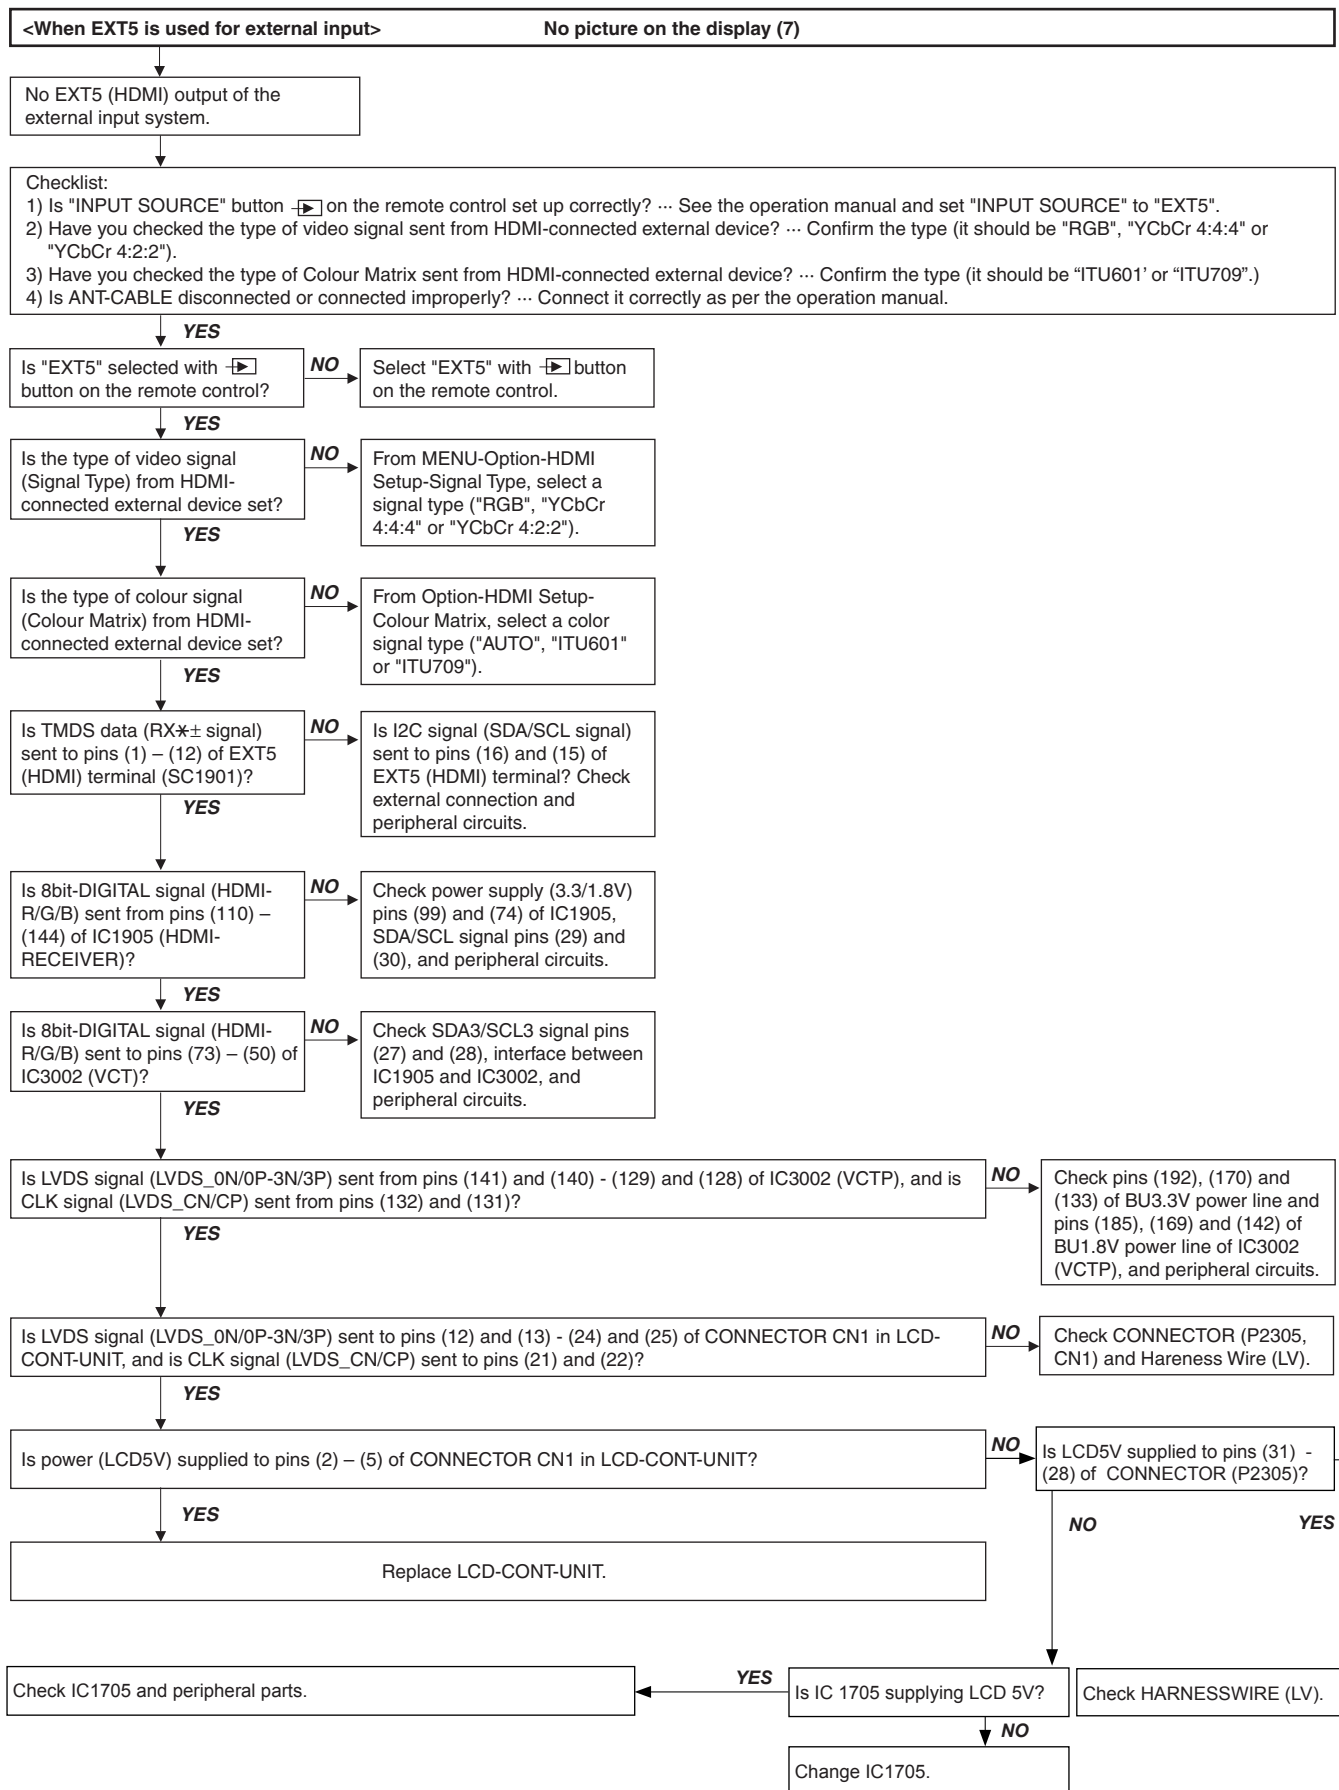 <When EXT5 is used for external input> No picture on the display (7)
No EXT5 (HDMI) output of the
external input system.
Checklist:
1) Is "INPUT SOURCE" button on the remote control set up correctly? ··· See the operation manual and set "INPUT SOURCE" to "EXT5".
2) Have you checked the type of video signal sent from HDMI-connected external device? ··· Confirm the type (it should be "RGB", "YCbCr 4:4:4" or
"YCbCr 4:2:2").
3) Have you checked the type of Colour Matrix sent from HDMI-connected external device? ··· Confirm the type (it should be “ITU601’ or “ITU709”.)
4) Is ANT-CABLE disconnected or connected improperly? ··· Connect it correctly as per the operation manual.
YES
Is "EXT5" selected with
button on the remote control?
NO
Select "EXT5" with button
on the remote control.
YES
Is the type of video signal
(Signal Type) from HDMI-
connected external device set?
NO
From MENU-Option-HDMI
Setup-Signal Type, select a
signal type ("RGB", "YCbCr
4:4:4" or "YCbCr 4:2:2").
YES
Is the type of colour signal
(Colour Matrix) from HDMI-
connected external device set?
NO
From Option-HDMI Setup-
Colour Matrix, select a color
signal type ("AUTO", "ITU601"
or "ITU709").
YES
Is TMDS data (RX*± signal)
sent to pins (1) – (12) of EXT5
(HDMI) terminal (SC1901)?
NO
Is I2C signal (SDA/SCL signal)
sent to pins (16) and (15) of
EXT5 (HDMI) terminal? Check
external connection and
peripheral circuits.
YES
Is 8bit-DIGITAL signal (HDMI-
R/G/B) sent from pins (110) –
(144) of IC1905 (HDMI-
RECEIVER)?
NO
Check power supply (3.3/1.8V)
pins (99) and (74) of IC1905,
SDA/SCL signal pins (29) and
(30), and peripheral circuits.
YES
Is 8bit-DIGITAL signal (HDMI-
R/G/B) sent to pins (73) – (50) of
IC3002 (VCT)?
NO
Check SDA3/SCL3 signal pins
(27) and (28), interface between
IC1905 and IC3002, and
peripheral circuits.
YES
Is LVDS signal (LVDS_0N/0P-3N/3P) sent from pins (141) and (140) - (129) and (128) of IC3002 (VCTP), and is
CLK signal (LVDS_CN/CP) sent from pins (132) and (131)?
NO
Check pins (192), (170) and
(133) of BU3.3V power line and
pins (185), (169) and (142) of
BU1.8V power line of IC3002
(VCTP), and peripheral circuits.
YES
Is LVDS signal (LVDS_0N/0P-3N/3P) sent to pins (12) and (13) - (24) and (25) of CONNECTOR CN1 in LCD-
CONT-UNIT, and is CLK signal (LVDS_CN/CP) sent to pins (21) and (22)?
NO
Check CONNECTOR (P2305,
CN1) and Hareness Wire (LV).
YES
Is power (LCD5V) supplied to pins (2) – (5) of CONNECTOR CN1 in LCD-CONT-UNIT?
NO
Is LCD5V supplied to pins (31) -
(28) of CONNECTOR (P2305)?
YES
NO
YES
Replace LCD-CONT-UNIT.
Check IC1705 and peripheral parts.
YES
Is IC 1705 supplying LCD 5V?
Check HARNESSWIRE (LV).
NO
Change IC1705.